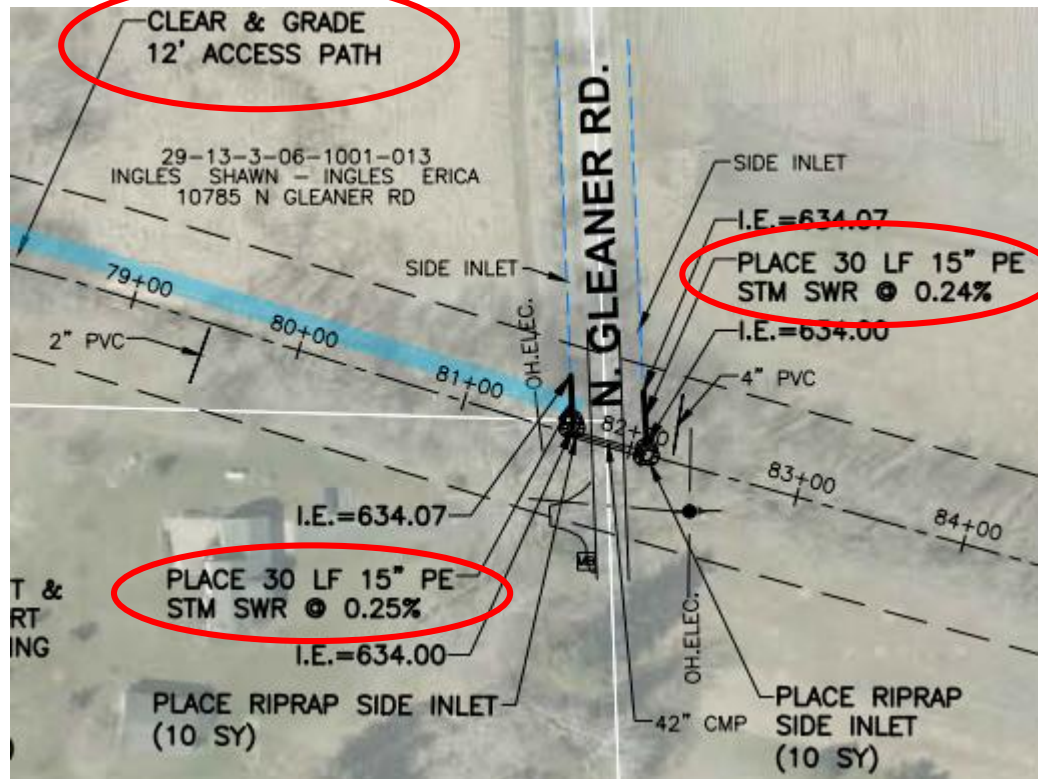 CLEAR & GRADE
12' ACCESS PATH
29-13-3-06-1001-013
INGLES SHAWN - INGLES ERICA
10785 N GLEANER RD
N. GLEANER RD.
SIDE INLET
I.E.=634.07
PLACE 30 LF 15" PE
STM SWR @ 0.24%
I.E.=634.00
SIDE INLET
79+00
80+00
81+00
82+00
83+00
84+00
2" PVC
OH.ELEC.
4" PVC
I.E.=634.07
PLACE 30 LF 15" PE
STM SWR @ 0.25%
I.E.=634.00
PLACE RIPRAP SIDE INLET
(10 SY)
T &
RT
ING
)
MB
OH.ELEC.
42" CMP
PLACE RIPRAP
SIDE INLET
(10 SY)